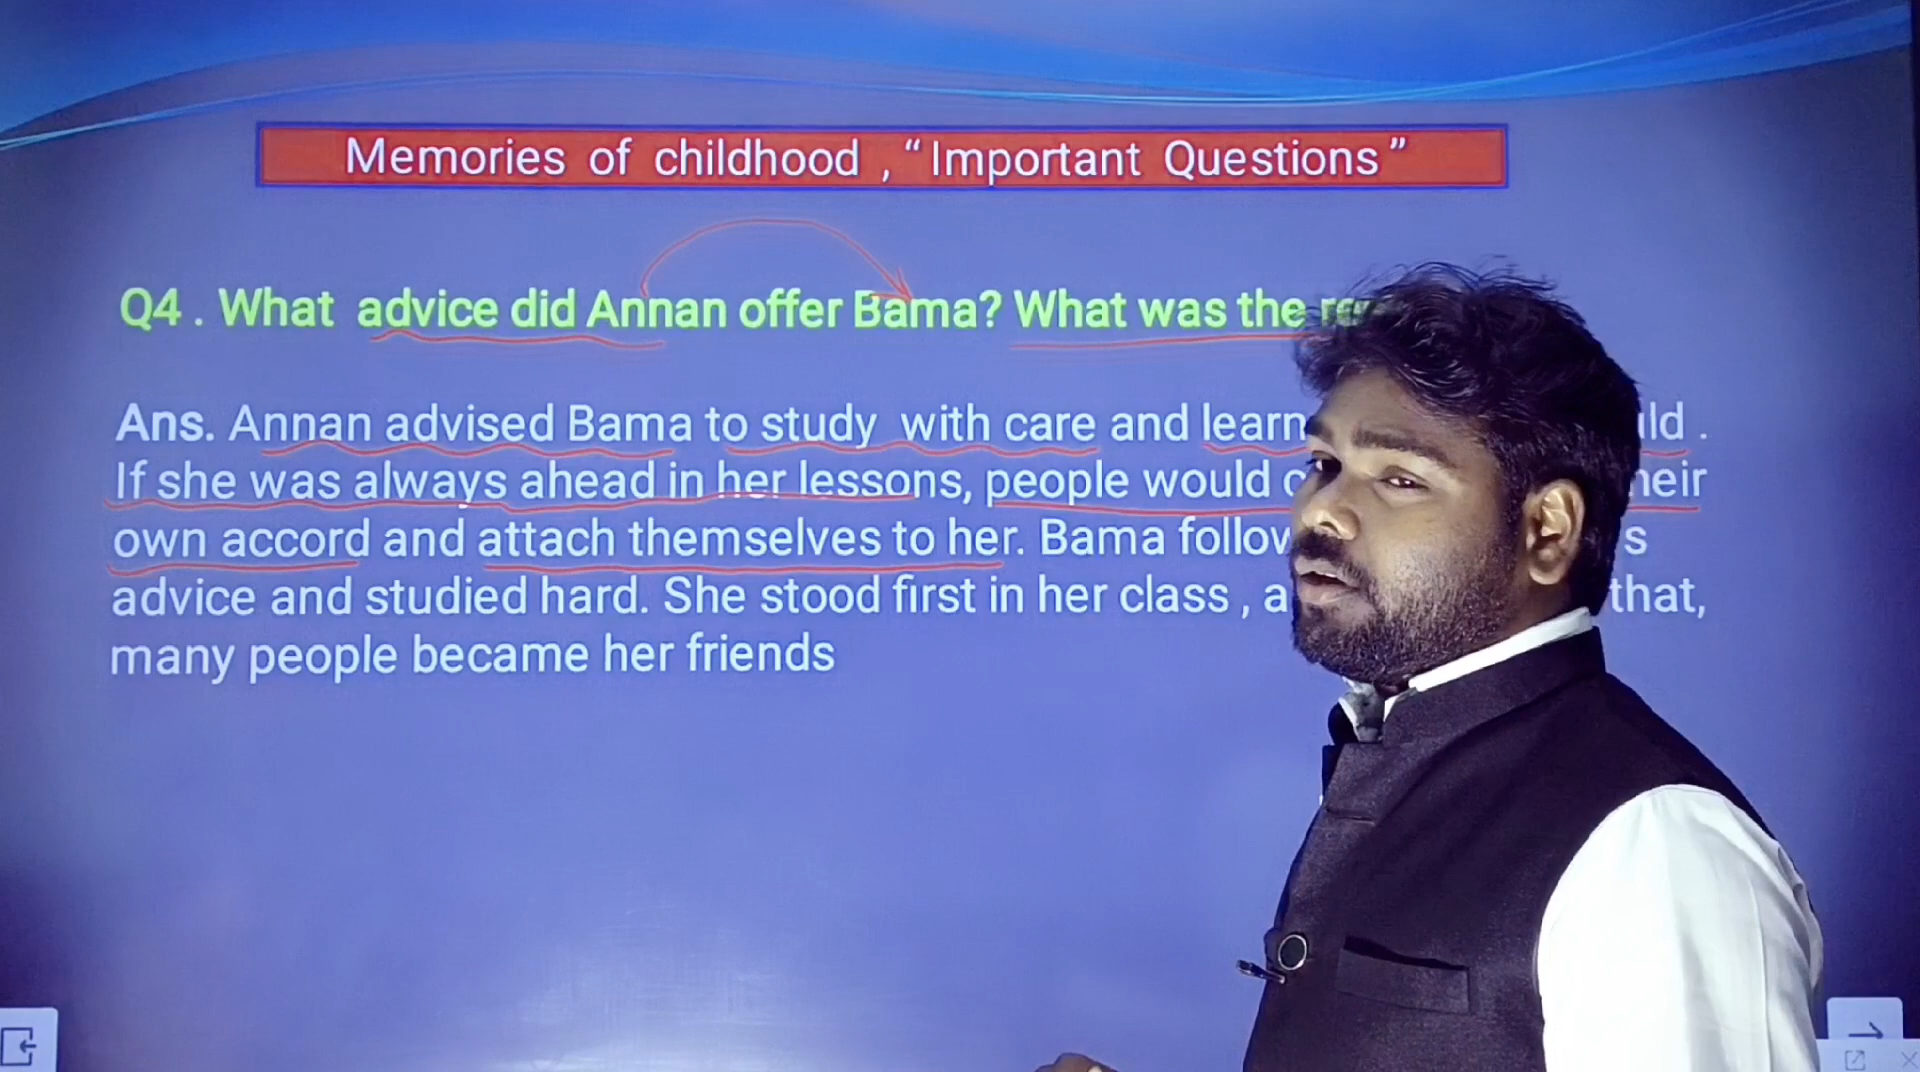 Memories of childhood , “ Important Questions ”
Q4 . What advice did Annan offer Bama? What was the
Ans. Annan advised Bama to study with care and learn .
If she was always ahead in her lessons, people would
own accord and attach themselves to her. Bama
advice and studied hard. She stood first in her class , that,
many people became her friends